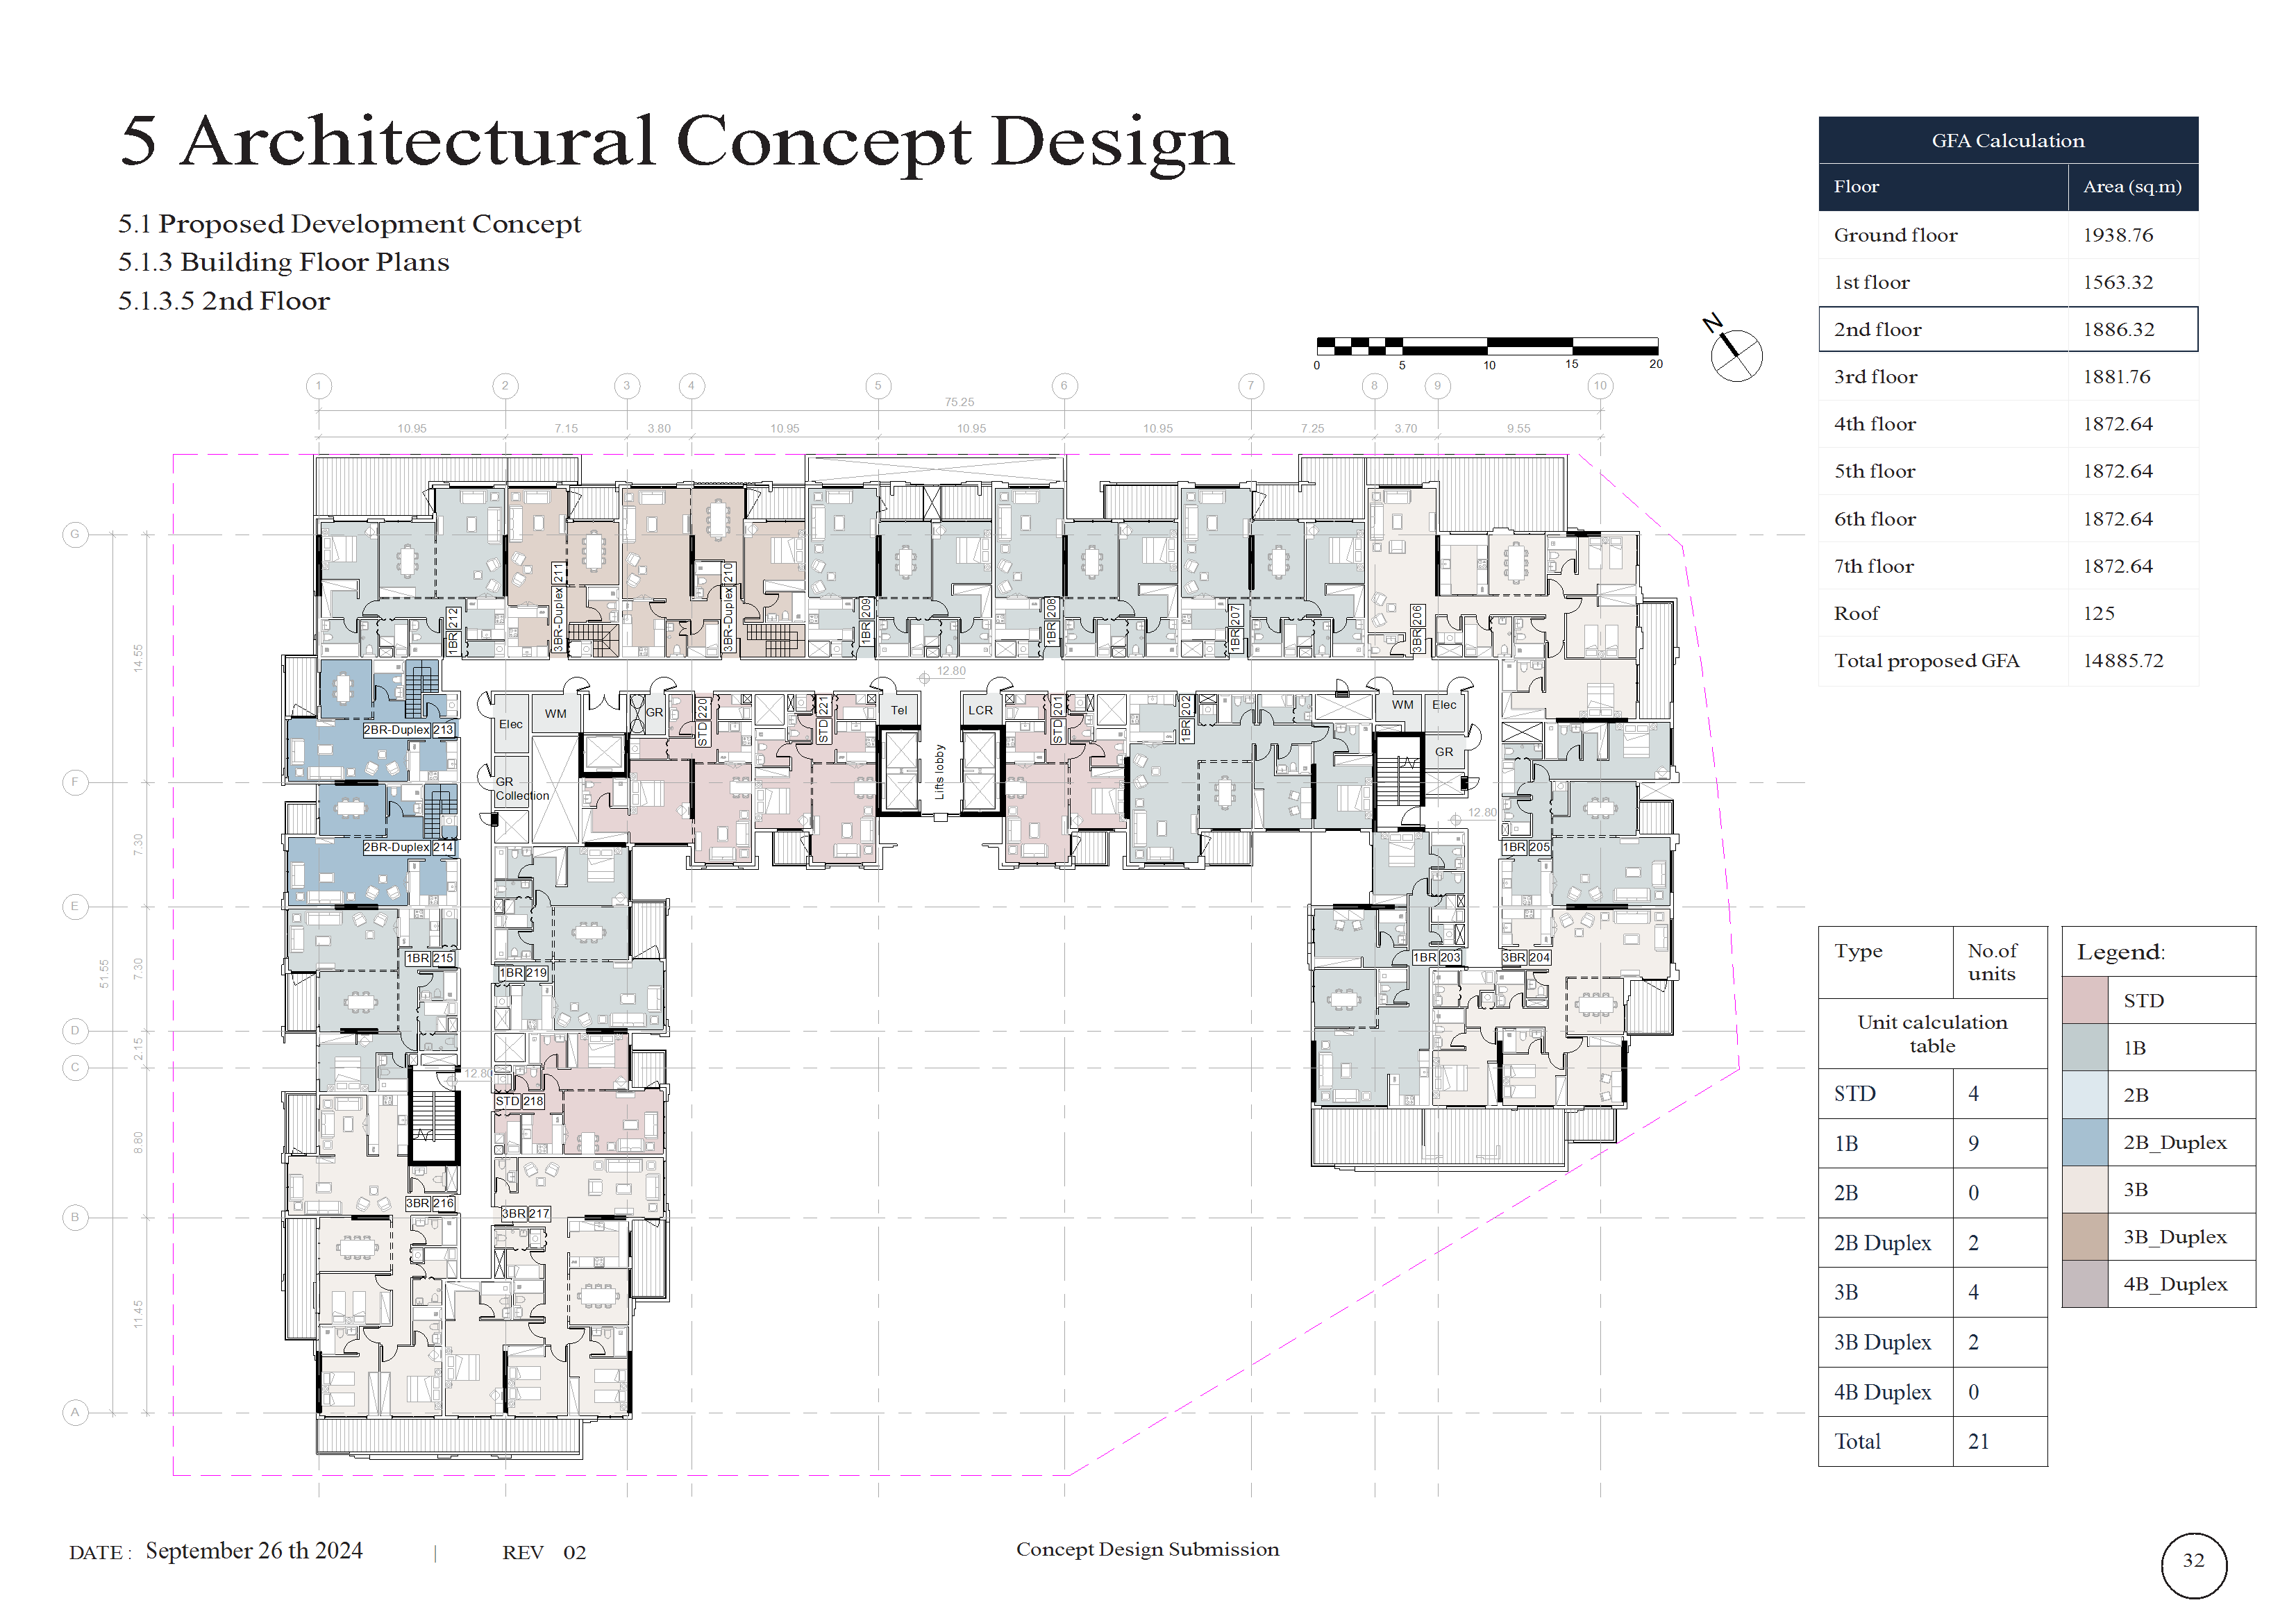 5 Architectural Concept Design
5.1 Proposed Development Concept
5.1.3 Building Floor Plans
5.1.3.5 2nd Floor
GFA Calculation
Floor Area (sq.m)
Ground floor 1938.76
1st floor 1563.32
2nd floor 1886.32
3rd floor 1881.76
4th floor 1872.64
5th floor 1872.64
6th floor 1872.64
7th floor 1872.64
Roof 125
Total proposed GFA 14885.72
N
0 5 10 15 20
1 2 3 4 5 6 7 8 9 10
75.25
10.95 7.15 3.80 10.95 10.95 10.95 7.25 3.70 9.55
G
F
E
D
C
B
A
51.55
14.55
7.30
7.30
2.15
8.80
11.45
1BR 212
3BR-Duplex 211
3BR-Duplex 210
1BR 209
1BR 208
1BR 207
3BR 206
12.80
Elec
WM
GR
STD 220
STD 221
Tel
LCR
STD 201
1BR 202
WM
Elec
GR
2BR-Duplex 213
Lifts lobby
GR
Collection
12.80
2BR-Duplex 214
1BR 205
1BR 215
1BR 219
1BR 203
3BR 204
12.80
STD 218
3BR 216
3BR 217
Type No.of
units
Unit calculation
table
STD 4
1B 9
2B 0
2B Duplex 2
3B 4
3B Duplex 2
4B Duplex 0
Total 21
Legend:
STD
1B
2B
2B_Duplex
3B
3B_Duplex
4B_Duplex
DATE : September 26 th 2024 | REV 02
Concept Design Submission
32